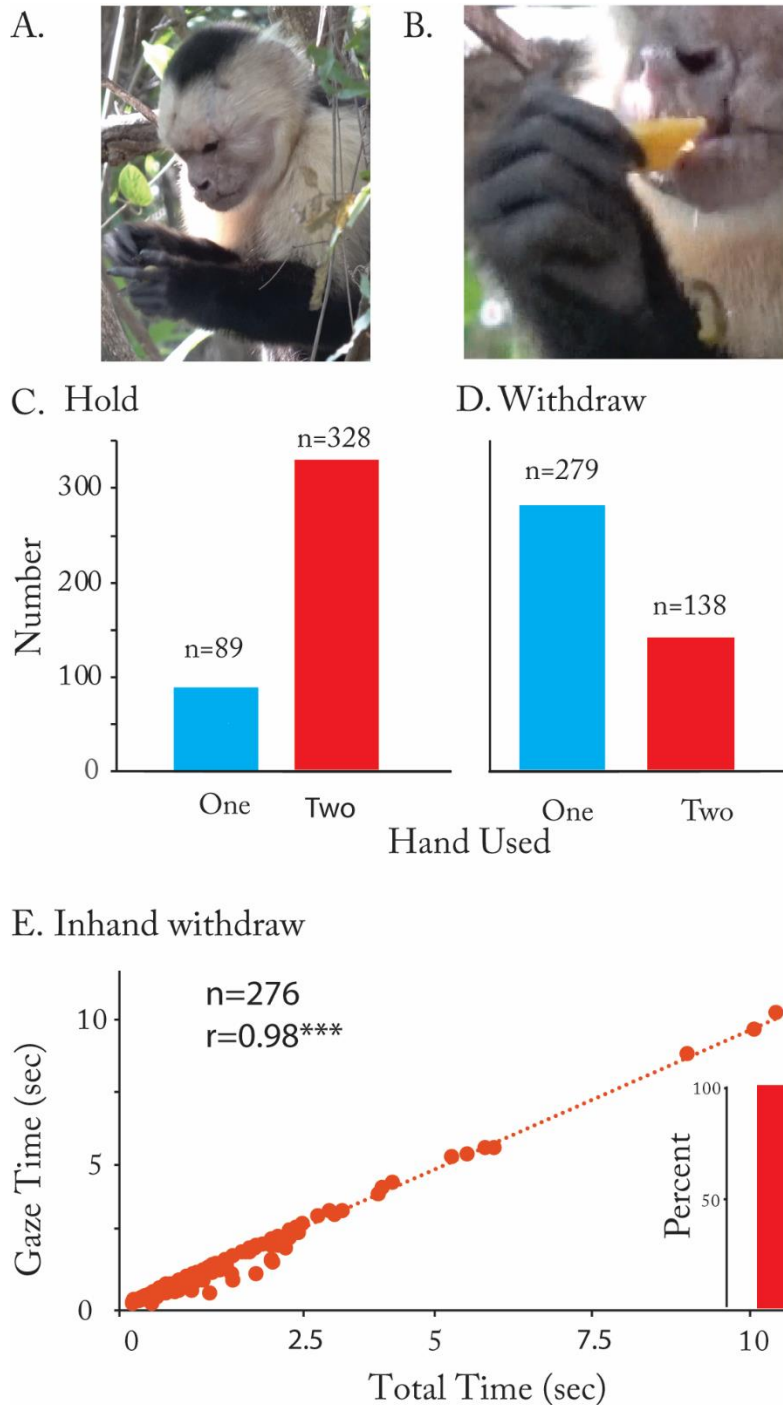 A.
B.
C. Hold
D. Withdraw
Number
300
200
100
0
n=89
n=328
n=279
n=138
One
Two
One
Two
Hand Used
E. Inhand withdraw
n=276
r=0.98***
Gaze Time (sec)
10
5
0
0
2.5
5
7.5
10
Total Time (sec)
Percent
100
50